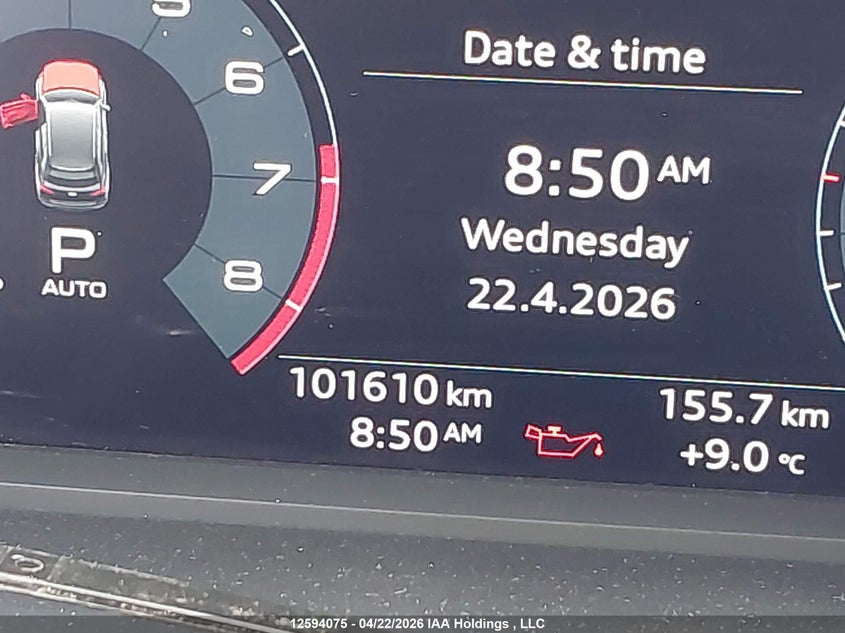 5
6
7
8
P
AUTO
Date & time
8:50 AM
Wednesday
22.4.2026
101610 km
8:50 AM
155.7 km
+9.0 °C
12594075 - 04/22/2026 IAA Holdings , LLC